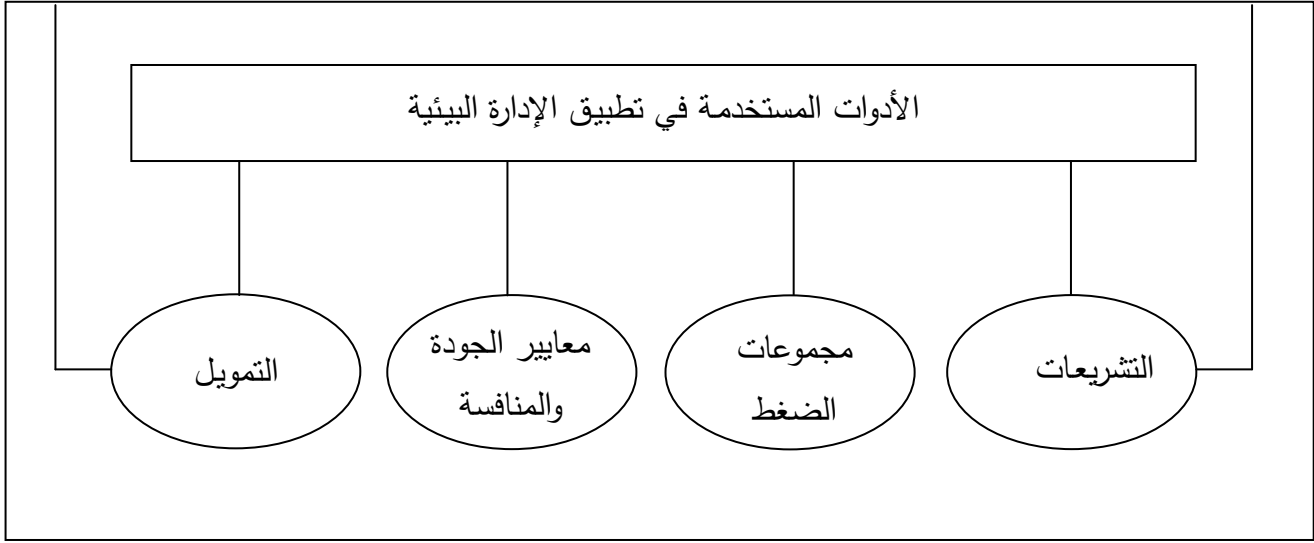 الأدوات المستخدمة في تطبيق الإدارة البيئية
التشريعات
مجموعات
الضغط
معايير الجودة
والمنافسة
التمويل